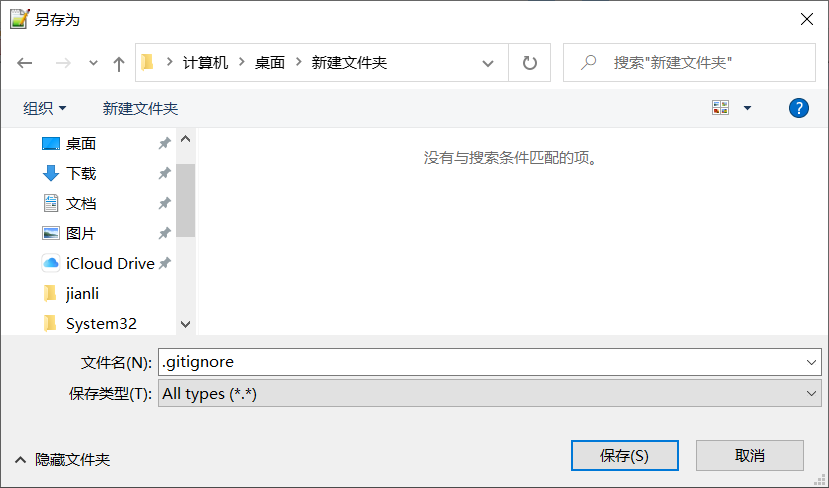 另存为
计算机 桌面 新建文件夹
搜索"新建文件夹"
组织 新建文件夹
?
桌面
下载
文档
图片
iCloud Drive
jianli
System32
没有与搜索条件匹配的项。
文件名(N): .gitignore
保存类型(T): All types (*.*)
隐藏文件夹
保存(S) 取消